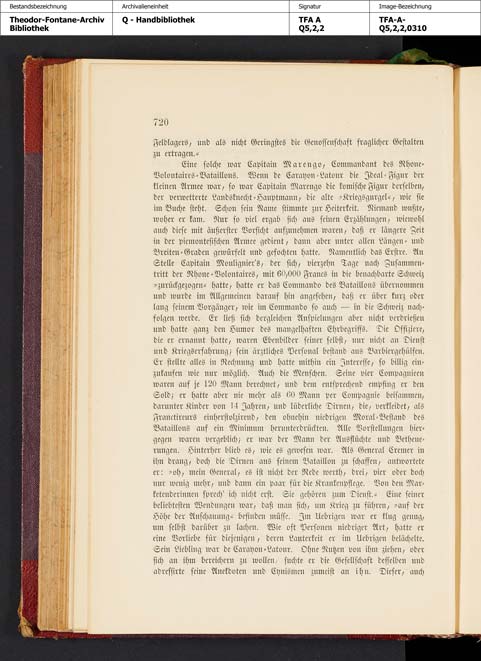 Bestandsbezeichnung
Theodor-Fontane-Archiv
Bibliothek
Archivalieneinheit
Q - Handbibliothek
Signatur
TFA A
Q5,2,2
Image-Bezeichnung
TFA-A-
Q5,2,2,0310
720
Feldlagers, und als nicht Geringstes die Genossenschaft fraglicher Gestalten
zu ertragen.«
Eine solche war Capitain Marengo, Commandant des Rhone-
Volontaires-Bataillons. Wenn de Carayon-Latour die Ideal-Figur der
kleinen Armee war, so war Capitain Marengo die komische Figur derselben,
der verwetterte Landsknecht-Hauptmann, die alte »Kriegsgurgel«, wie sie
im Buche steht. Schon sein Name stimmte zur Heiterkeit. Niemand wußte,
woher er kam. Nur so viel ergab sich aus seinen Erzählungen, wiewohl
auch diese mit äußerster Vorsicht aufzunehmen waren, daß er längere Zeit
in der piemontesischen Armee gedient, dann aber unter allen Längen- und
Breiten-Graden gewürfelt und gefochten hatte. Namentlich das Erstre. An
Stelle Capitain Moulignier's, der sich, vierzehn Tage nach Zusammen-
tritt der Rhone-Volontaires, mit 60,000 Francs in die benachbarte Schweiz
»zurückgezogen« hatte, hatte er das Commando des Bataillons übernommen
und wurde im Allgemeinen darauf hin angesehen, daß er über kurz oder
lang seinem Vorgänger, wie im Commando so auch — in die Schweiz nach-
folgen werde. Er ließ sich dergleichen Anspielungen aber nicht verdrießen
und hatte ganz den Humor des mangelhaften Ehrbegriffs. Die Offiziere,
die er ernannt hatte, waren Ebenbilder seiner selbst, nur nicht an Dienst
und Kriegserfahrung; sein ärztliches Personal bestand aus Barbiergehülfen.
Er stellte alles in Rechnung und hatte mithin ein Interesse, so billig ein-
zukaufen wie nur möglich. Auch die Menschen. Seine vier Compagnieen
waren auf je 120 Mann berechnet, und dem entsprechend empfing er den
Sold; er hatte aber nie mehr als 60 Mann per Compagnie beisammen,
darunter Kinder von 14 Jahren, und lüderliche Dirnen, die, verkleidet, als
Franctireurs einherstolzirend, den ohnehin niedrigen Moral-Bestand des
Bataillons auf ein Minimum herunterdrückten. Alle Vorstellungen hier-
gegen waren vergeblich; er war der Mann der Ausflüchte und Betheue-
rungen. Hinterher blieb es, wie es gewesen war. Als General Cremer in
ihn drang, doch die Dirnen aus seinem Bataillon zu schaffen, antwortete
er: »oh, mein General, es ist nicht der Rede werth, drei, vier oder doch
nur wenig mehr, und dann ein paar für die Krankenpflege. Von den Mar-
ketenderinnen sprech' ich nicht erst. Sie gehören zum Dienst.« Eine seiner
beliebtesten Wendungen war, daß man sich, um Krieg zu führen, »auf der
Höhe der Anschauung« befinden müsse. Im Uebrigen war er klug genug,
um selbst darüber zu lachen. Wie oft Personen niedriger Art, hatte er
eine Vorliebe für diejenigen, deren Lauterkeit er im Uebrigen belächelte.
Sein Liebling war de Carayon-Latour. Ohne Nutzen von ihm ziehen, oder
sich an ihm bereichern zu wollen, suchte er die Gesellschaft desselben und
adressirte seine Anekdoten und Cynismen zumeist an ihn. Dieser, auch